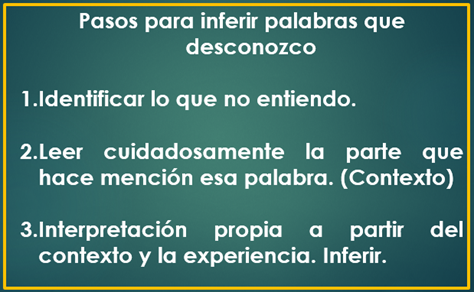 Pasos para inferir palabras que
desconozco
1.Identificar lo que no entiendo.
2.Leer cuidadosamente la parte que
hace mención esa palabra. (Contexto)
3.Interpretación propia a partir del
contexto y la experiencia. Inferir.